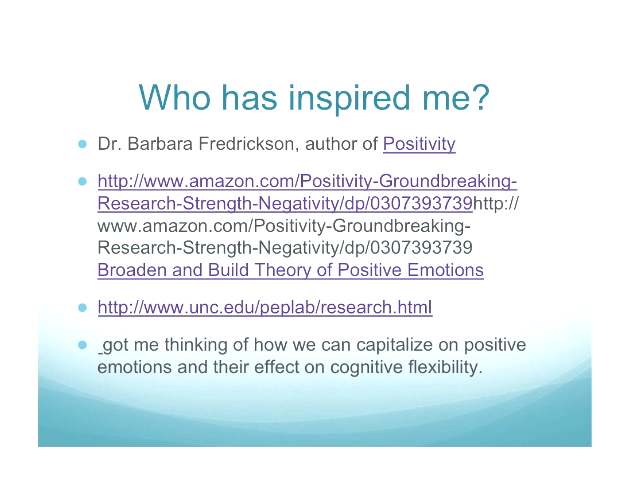 Who has inspired me?
Dr. Barbara Fredrickson, author of Positivity
http://www.amazon.com/Positivity-Groundbreaking-
Research-Strength-Negativity/dp/0307393739http://
www.amazon.com/Positivity-Groundbreaking-
Research-Strength-Negativity/dp/0307393739
Broaden and Build Theory of Positive Emotions
http://www.unc.edu/peplab/research.html
got me thinking of how we can capitalize on positive
emotions and their effect on cognitive flexibility.